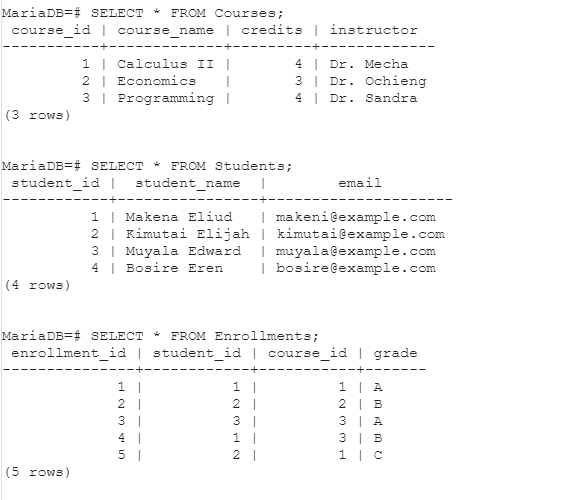 MariaDB=# SELECT * FROM Courses;
course_id | course_name | credits | instructor
-----------+-------------+---------+-------------
1 | Calculus II | 4 | Dr. Mecha
2 | Economics | 3 | Dr. Ochieng
3 | Programming | 4 | Dr. Sandra
(3 rows)
MariaDB=# SELECT * FROM Students;
student_id | student_name | email
------------+----------------+---------------------
1 | Makena Eliud | makeni@example.com
2 | Kimutai Elijah | kimutai@example.com
3 | Muyala Edward | muyala@example.com
4 | Bosire Eren | bosire@example.com
(4 rows)
MariaDB=# SELECT * FROM Enrollments;
enrollment_id | student_id | course_id | grade
---------------+------------+-----------+-------
1 | 1 | 1 | A
2 | 2 | 2 | B
3 | 3 | 3 | A
4 | 1 | 3 | B
5 | 2 | 1 | C
(5 rows)